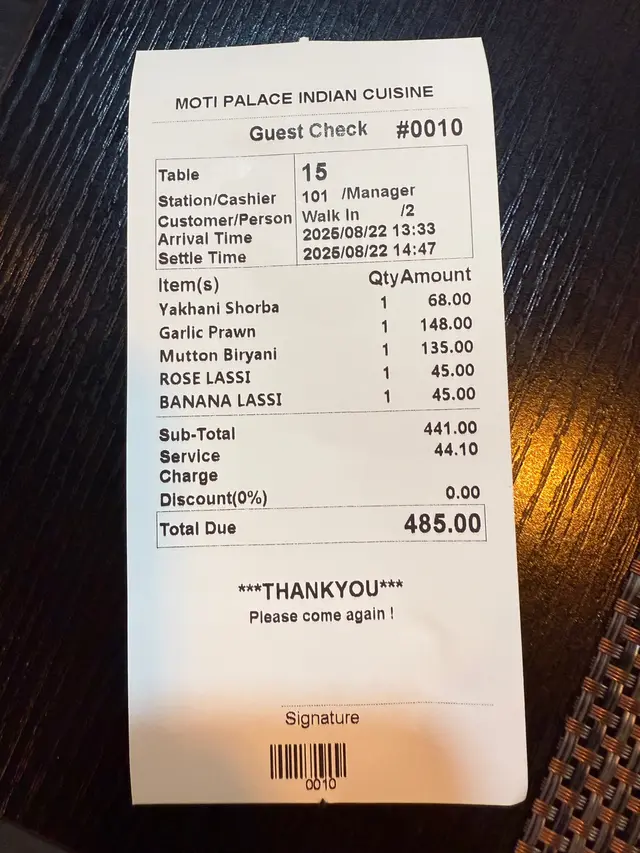 MOTI PALACE INDIAN CUISINE
Guest Check #0010
Table 15
Station/Cashier 101 /Manager
Customer/Person Walk In /2
Arrival Time 2025/08/22 13:33
Settle Time 2025/08/22 14:47
Item(s) Qty Amount
Yakhani Shorba 1 68.00
Garlic Prawn 1 148.00
Mutton Biryani 1 135.00
ROSE LASSI 1 45.00
BANANA LASSI 1 45.00
Sub-Total 441.00
Service 44.10
Charge
Discount(0%) 0.00
Total Due 485.00
***THANKYOU***
Please come again !
Signature
0010